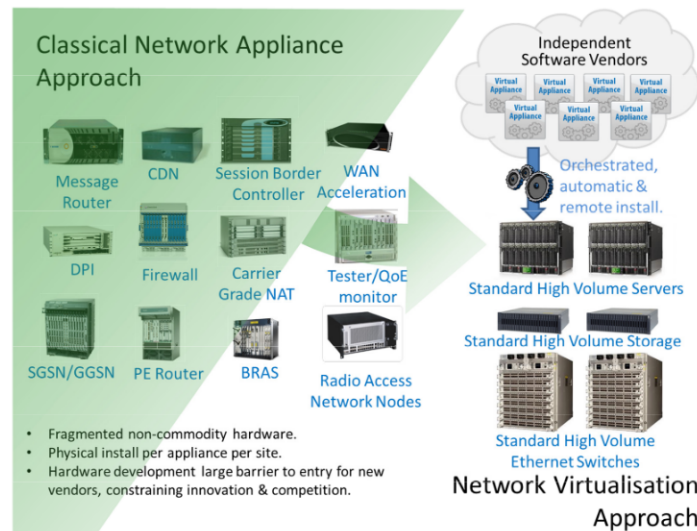 Classical Network Appliance
Approach
Message
Router
CDN
Session Border
Controller
WAN
Acceleration
DPI
Firewall
Carrier
Grade NAT
Tester/QoE
monitor
SGSN/GGSN
PE Router
BRAS
Radio Access
Network Nodes
• Fragmented non-commodity hardware.
• Physical install per appliance per site.
• Hardware development large barrier to entry for new
vendors, constraining innovation & competition.
Independent
Software Vendors
Virtual
Appliance
Virtual
Appliance
Virtual
Appliance
Virtual
Appliance
Virtual
Appliance
Virtual
Appliance
Virtual
Appliance
Orchestrated,
automatic &
remote install.
Standard High Volume Servers
Standard High Volume Storage
Standard High Volume
Ethernet Switches
Network Virtualisation
Approach